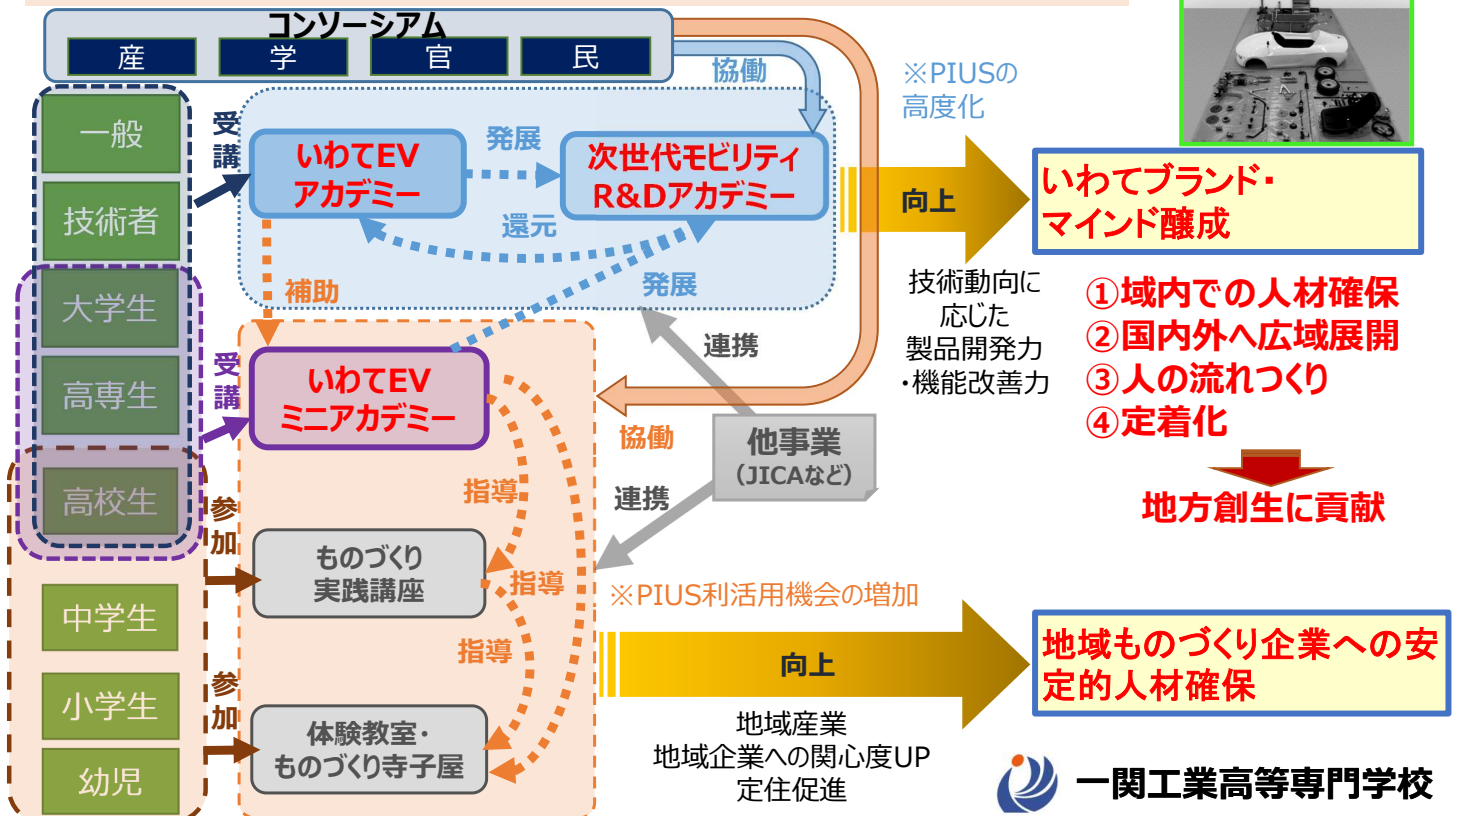 コンソーシアム
産
学
官
民
協働
※PIUSの
高度化
一般
技術者
大学生
高専生
高校生
中学生
小学生
幼児
受
講
いわてEV
アカデミー
発展
次世代モビリティ
R&Dアカデミー
還元
向上
いわてブランド・
マインド醸成
補助
発展
技術動向に
応じた
製品開発力
・機能改善力
①域内での人材確保
②国内外へ広域展開
③人の流れつくり
④定着化
地方創生に貢献
受
講
いわてEV
ミニアカデミー
連携
協働
他事業
（JICAなど）
連携
指導
参
加
ものづくり
実践講座
指導
※PIUS利活用機会の増加
指導
向上
地域ものづくり企業への安
定的人材確保
参
加
体験教室・
ものづくり寺子屋
地域産業
地域企業への関心度UP
定住促進
一関工業高等専門学校